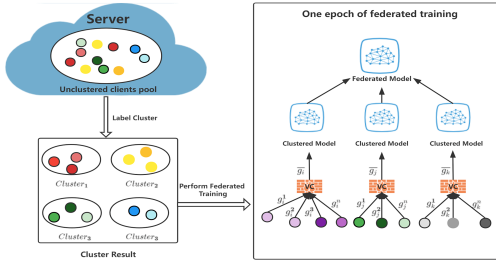 Server
Unclustered clients pool
Label Cluster
Cluster₁
Cluster₂
Cluster₃
Cluster₃
Cluster Result
Perform Federated
Training
One epoch of federated training
Federated Model
Clustered Model
Clustered Model
Clustered Model
VC
VC
VC